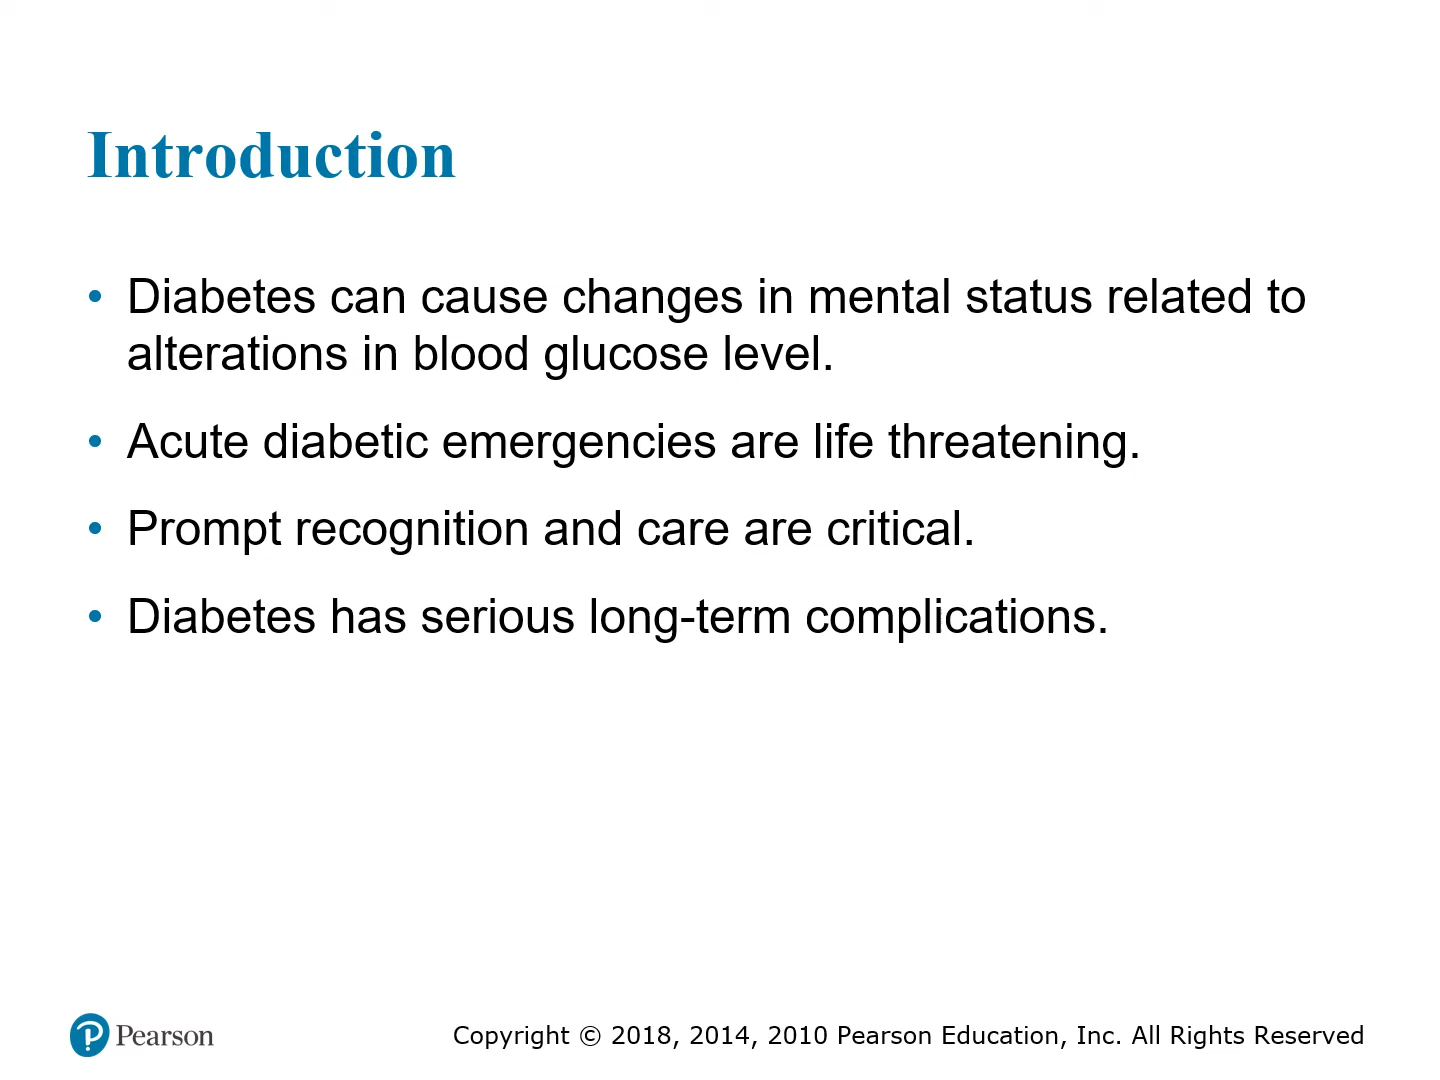 Introduction
• Diabetes can cause changes in mental status related to
alterations in blood glucose level.
• Acute diabetic emergencies are life threatening.
• Prompt recognition and care are critical.
• Diabetes has serious long-term complications.
Pearson
Copyright © 2018, 2014, 2010 Pearson Education, Inc. All Rights Reserved